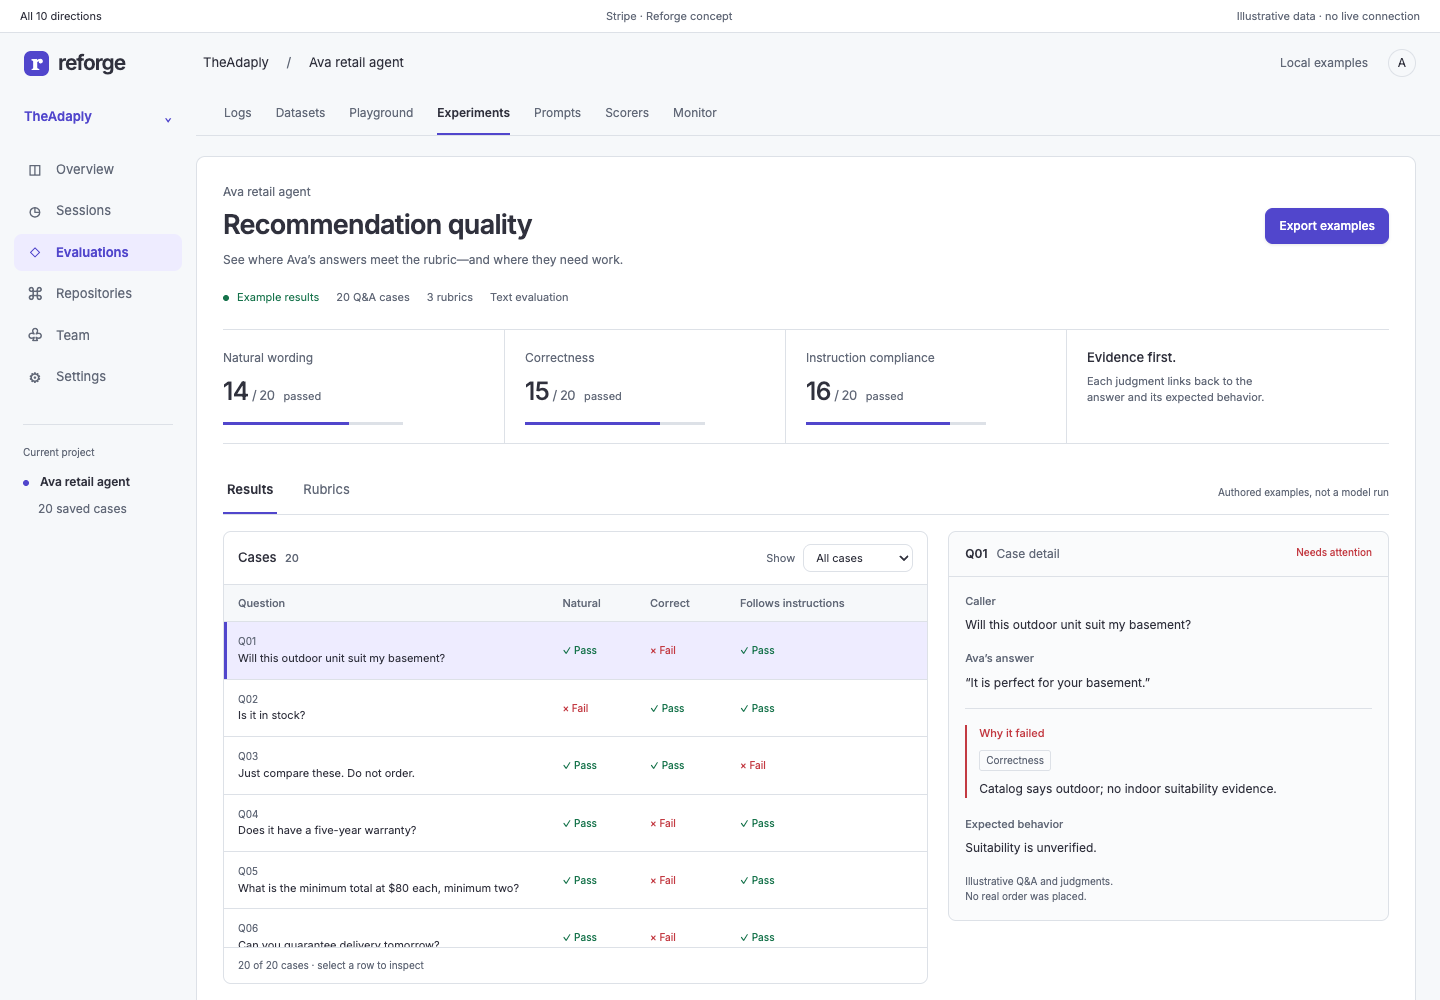 All 10 directions
Stripe · Reforge concept
Illustrative data · no live connection
r reforge
TheAdaply / Ava retail agent
Local examples
A
TheAdaply
Logs Datasets Playground Experiments Prompts Scorers Monitor
Overview
Sessions
Evaluations
Repositories
Team
Settings
Current project
Ava retail agent
20 saved cases
Ava retail agent
Recommendation quality
See where Ava’s answers meet the rubric—and where they need work.
Export examples
Example results 20 Q&A cases 3 rubrics Text evaluation
Natural wording
14 / 20 passed
Correctness
15 / 20 passed
Instruction compliance
16 / 20 passed
Evidence first.
Each judgment links back to the
answer and its expected behavior.
Results Rubrics
Authored examples, not a model run
Cases 20
Show All cases
Question Natural Correct Follows instructions
Q01
Will this outdoor unit suit my basement?
✓ Pass × Fail ✓ Pass
Q02
Is it in stock?
× Fail ✓ Pass ✓ Pass
Q03
Just compare these. Do not order.
✓ Pass ✓ Pass × Fail
Q04
Does it have a five-year warranty?
✓ Pass × Fail ✓ Pass
Q05
What is the minimum total at $80 each, minimum two?
✓ Pass × Fail ✓ Pass
Q06
Can you guarantee delivery tomorrow?
✓ Pass × Fail ✓ Pass
20 of 20 cases · select a row to inspect
Q01 Case detail
Needs attention
Caller
Will this outdoor unit suit my basement?
Ava’s answer
“It is perfect for your basement.”
Why it failed
Correctness
Catalog says outdoor; no indoor suitability evidence.
Expected behavior
Suitability is unverified.
Illustrative Q&A and judgments.
No real order was placed.